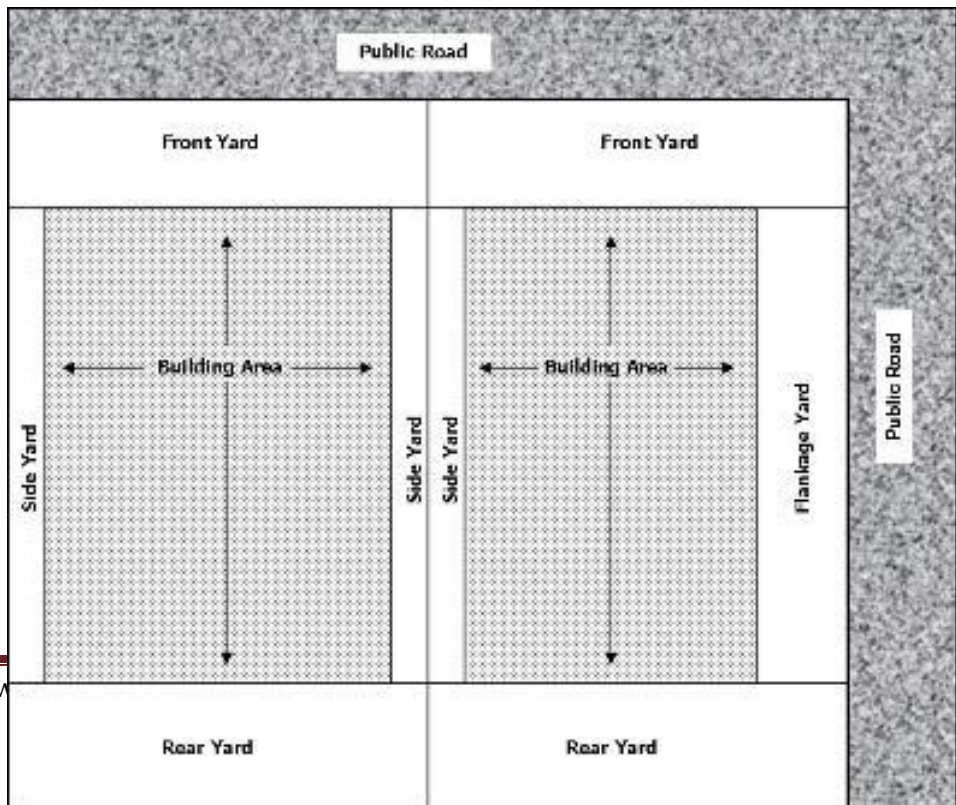 Public Road
Front Yard
Front Yard
Building Area
Building Area
Side Yard
Side Yard
Side Yard
Flankage Yard
Public Road
Rear Yard
Rear Yard